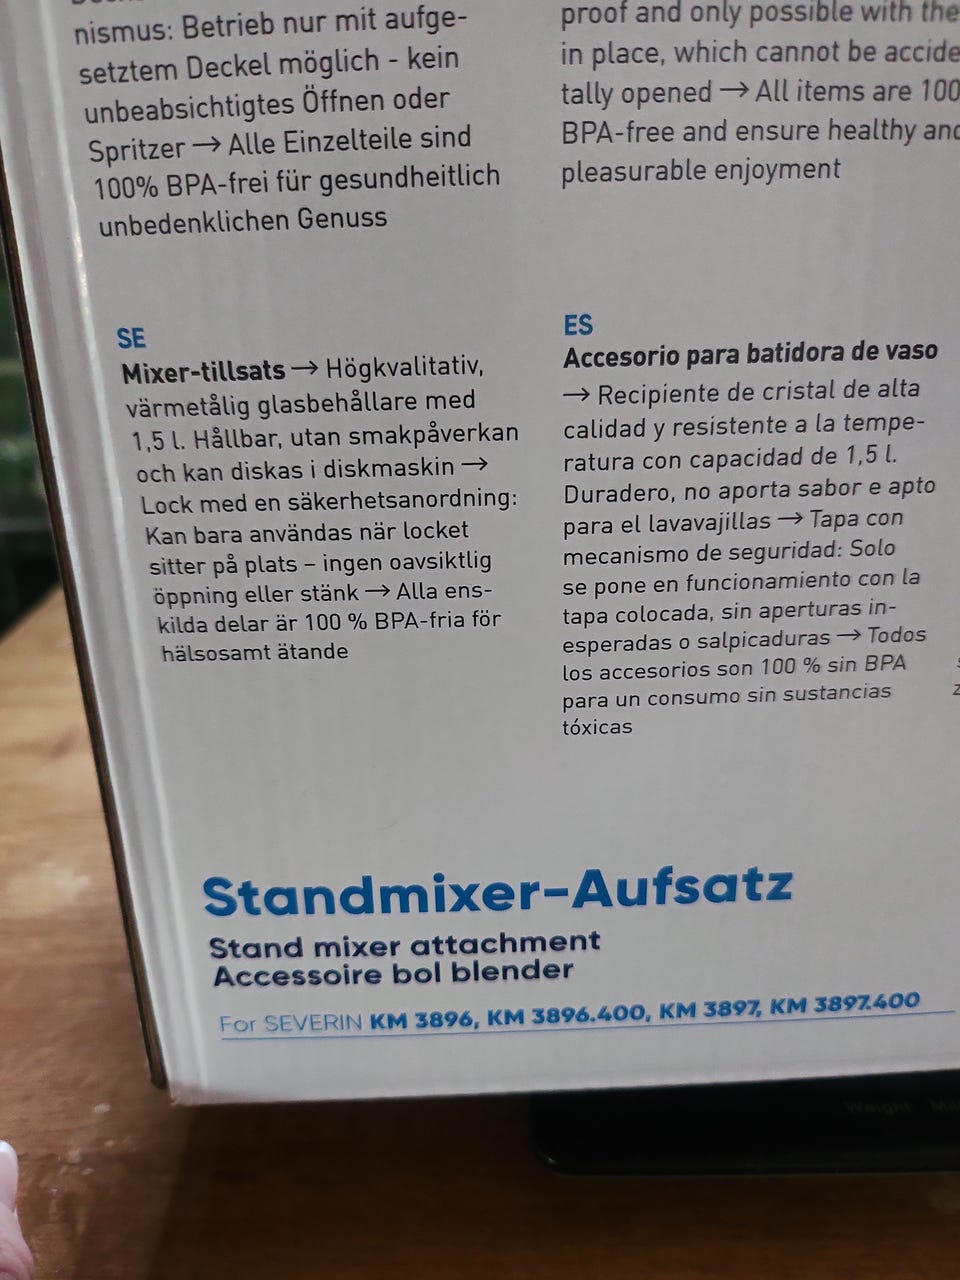 nismus: Betrieb nur mit aufge-
setztem Deckel möglich - kein
unbeabsichtigtes Öffnen oder
Spritzer → Alle Einzelteile sind
100% BPA-frei für gesundheitlich
unbedenklichen Genuss
proof and only possible with the
in place, which cannot be accide
tally opened → All items are 100
BPA-free and ensure healthy and
pleasurable enjoyment
SE
Mixer-tillsats → Högkvalitativ,
värmetålig glasbehållare med
1,5 l. Hållbar, utan smakpåverkan
och kan diskas i diskmaskin →
Lock med en säkerhetsanordning:
Kan bara användas när locket
sitter på plats – ingen oavsiktlig
öppning eller stänk → Alla ens-
kilda delar är 100 % BPA-fria för
hälsosamt ätande
ES
Accesorio para batidora de vaso
→ Recipiente de cristal de alta
calidad y resistente a la tempe-
ratura con capacidad de 1,5 l.
Duradero, no aporta sabor e apto
para el lavavajillas → Tapa con
mecanismo de seguridad: Solo
se pone en funcionamiento con la
tapa colocada, sin aperturas in-
esperadas o salpicaduras → Todos
los accesorios son 100 % sin BPA
para un consumo sin sustancias
tóxicas
Standmixer-Aufsatz
Stand mixer attachment
Accessoire bol blender
For SEVERIN KM 3896, KM 3896.400, KM 3897, KM 3897.400
Weight